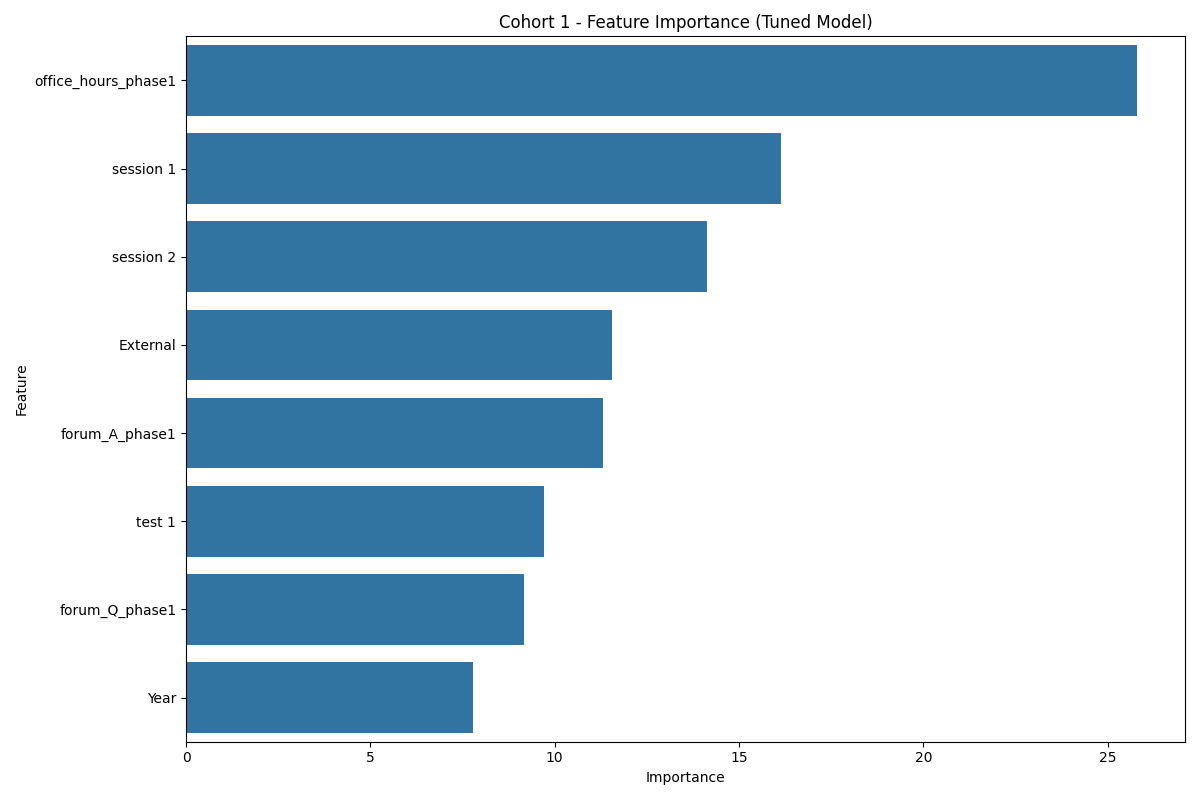 Cohort 1 - Feature Importance (Tuned Model)
Feature
office_hours_phase1
session 1
session 2
External
forum_A_phase1
test 1
forum_Q_phase1
Year
0 5 10 15 20 25
Importance